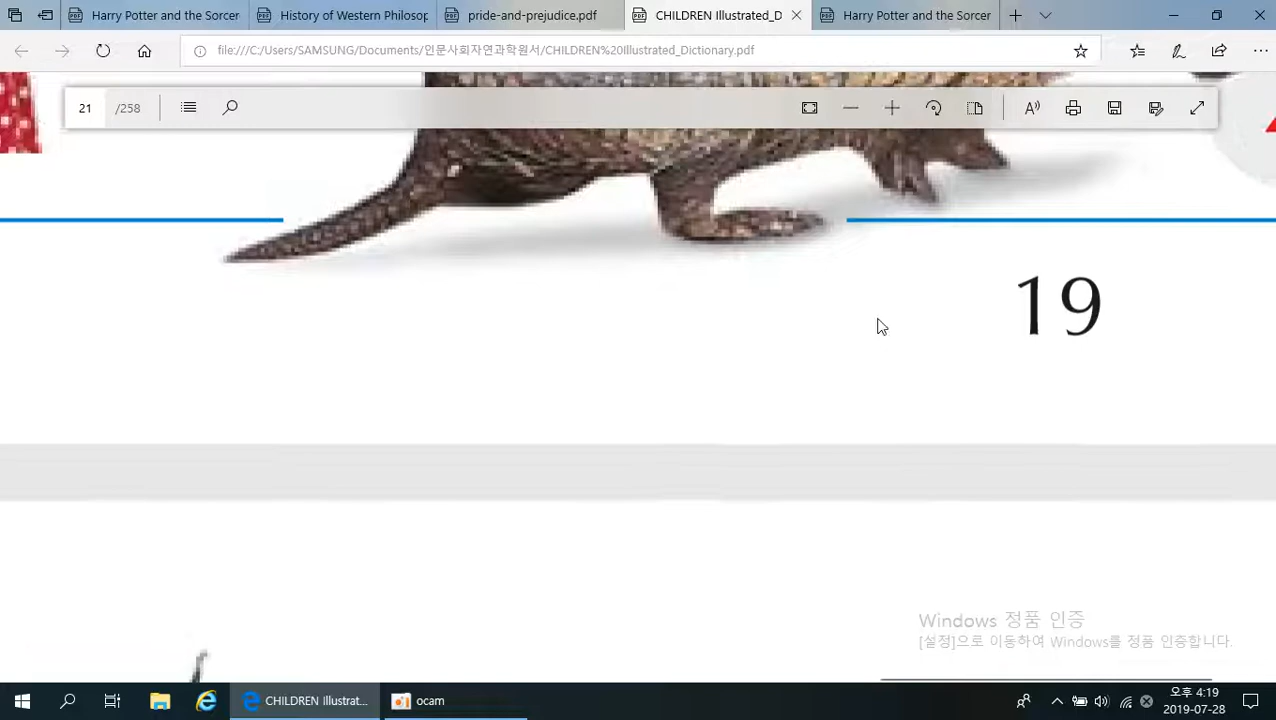 Harry Potter and the Sorcer
History of Western Philosop
pride-and-prejudice.pdf
CHILDREN Illustrated_D
Harry Potter and the Sorcer
file:///C:/Users/SAMSUNG/Documents/인문사회자연과학원서/CHILDREN%20Illustrated_Dictionary.pdf
21 /258
19
Windows 정품 인증
[설정]으로 이동하여 Windows를 정품 인증합니다.
CHILDREN Illustrat...
ocam
오후 4:19
2019-07-28